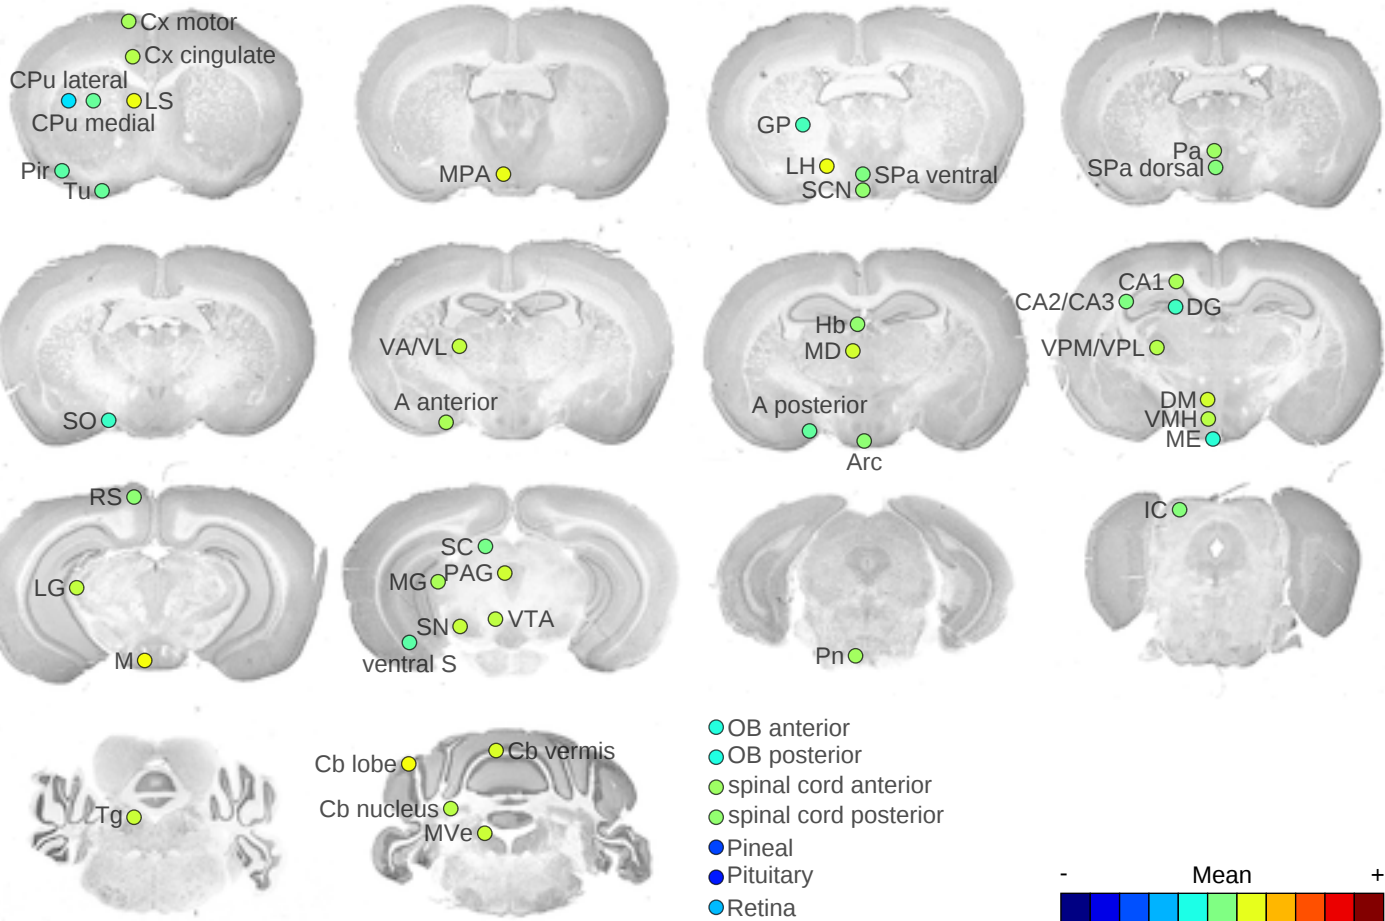 Cx motor
Cx cingulate
CPu lateral
LS
CPu medial
Pir
Tu
MPA
GP
LH
SPa ventral
SCN
Pa
SPa dorsal
SO
VA/VL
A anterior
Hb
MD
A posterior
Arc
CA1
CA2/CA3
DG
VPM/VPL
DM
VMH
ME
RS
LG
M
SC
PAG
MG
SN
VTA
ventral S
Pn
IC
Tg
Cb lobe
Cb vermis
Cb nucleus
MVe
OB anterior
OB posterior
spinal cord anterior
spinal cord posterior
Pineal
Pituitary
Retina
- Mean +